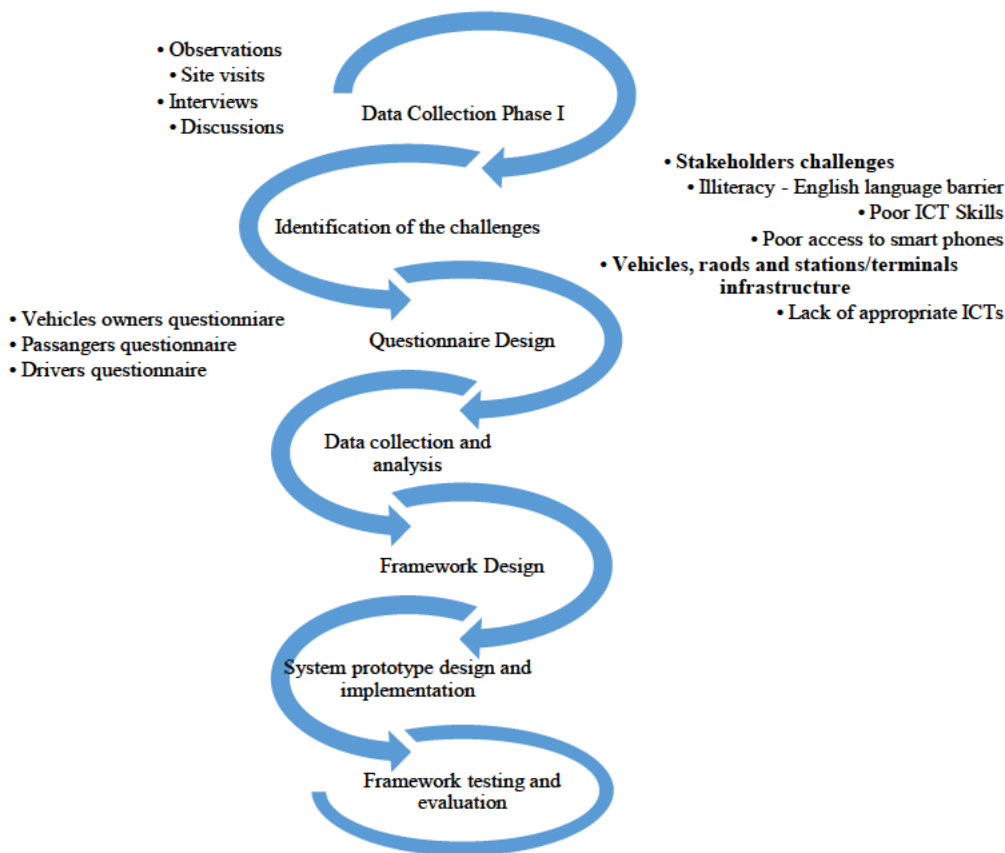 • Observations
• Site visits
• Interviews
• Discussions
Data Collection Phase I
• Stakeholders challenges
• Illiteracy - English language barrier
• Poor ICT Skills
• Poor access to smart phones
• Vehicles, raods and stations/terminals
infrastructure
• Lack of appropriate ICTs
Identification of the challenges
• Vehicles owners questionniare
• Passangers questionnaire
• Drivers questionnaire
Questionnaire Design
Data collection and
analysis
Framework Design
System prototype design and
implementation
Framework testing and
evaluation